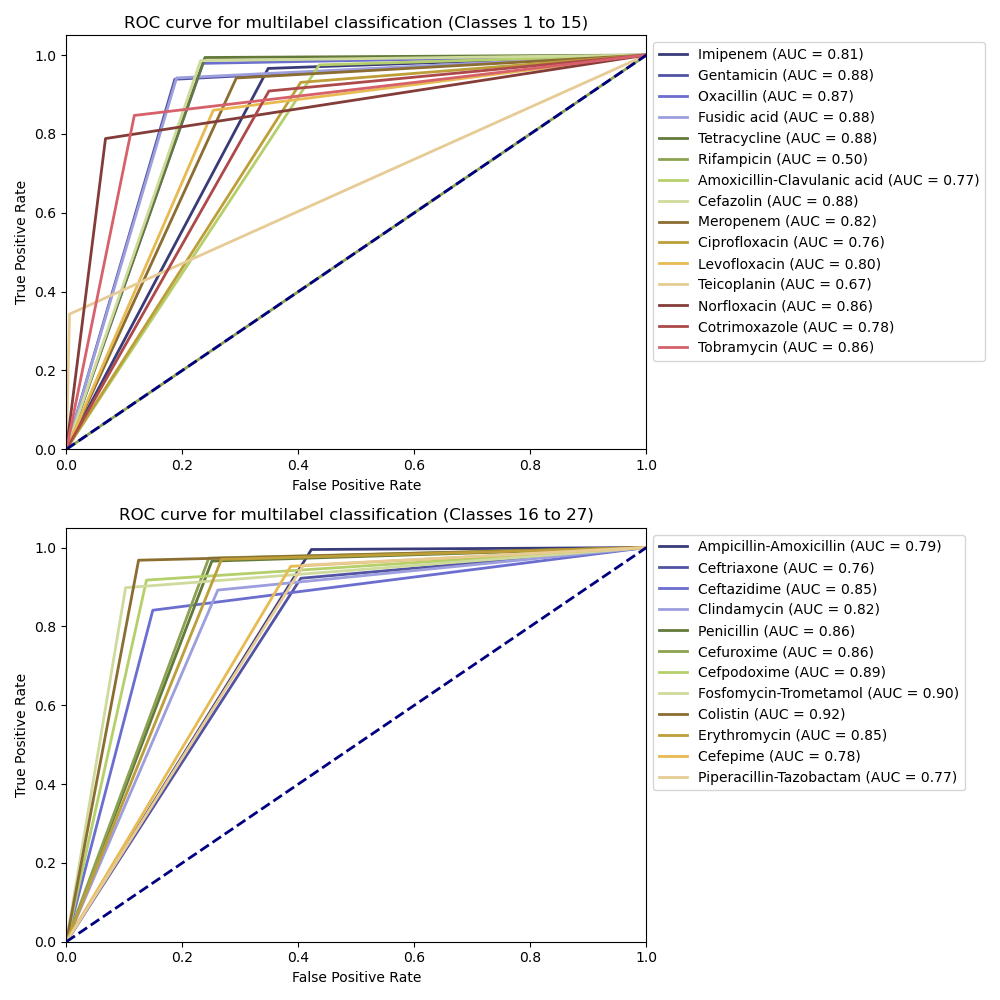 ROC curve for multilabel classification (Classes 1 to 15)
1.0
0.8
0.6
0.4
0.2
0.0
True Positive Rate
0.0 0.2 0.4 0.6 0.8 1.0
False Positive Rate
Imipenem (AUC = 0.81)
Gentamicin (AUC = 0.88)
Oxacillin (AUC = 0.87)
Fusidic acid (AUC = 0.88)
Tetracycline (AUC = 0.88)
Rifampicin (AUC = 0.50)
Amoxicillin-Clavulanic acid (AUC = 0.77)
Cefazolin (AUC = 0.88)
Meropenem (AUC = 0.82)
Ciprofloxacin (AUC = 0.76)
Levofloxacin (AUC = 0.80)
Teicoplanin (AUC = 0.67)
Norfloxacin (AUC = 0.86)
Cotrimoxazole (AUC = 0.78)
Tobramycin (AUC = 0.86)
ROC curve for multilabel classification (Classes 16 to 27)
1.0
0.8
0.6
0.4
0.2
0.0
True Positive Rate
0.0 0.2 0.4 0.6 0.8 1.0
False Positive Rate
Ampicillin-Amoxicillin (AUC = 0.79)
Ceftriaxone (AUC = 0.76)
Ceftazidime (AUC = 0.85)
Clindamycin (AUC = 0.82)
Penicillin (AUC = 0.86)
Cefuroxime (AUC = 0.86)
Cefpodoxime (AUC = 0.89)
Fosfomycin-Trometamol (AUC = 0.90)
Colistin (AUC = 0.92)
Erythromycin (AUC = 0.85)
Cefepime (AUC = 0.78)
Piperacillin-Tazobactam (AUC = 0.77)